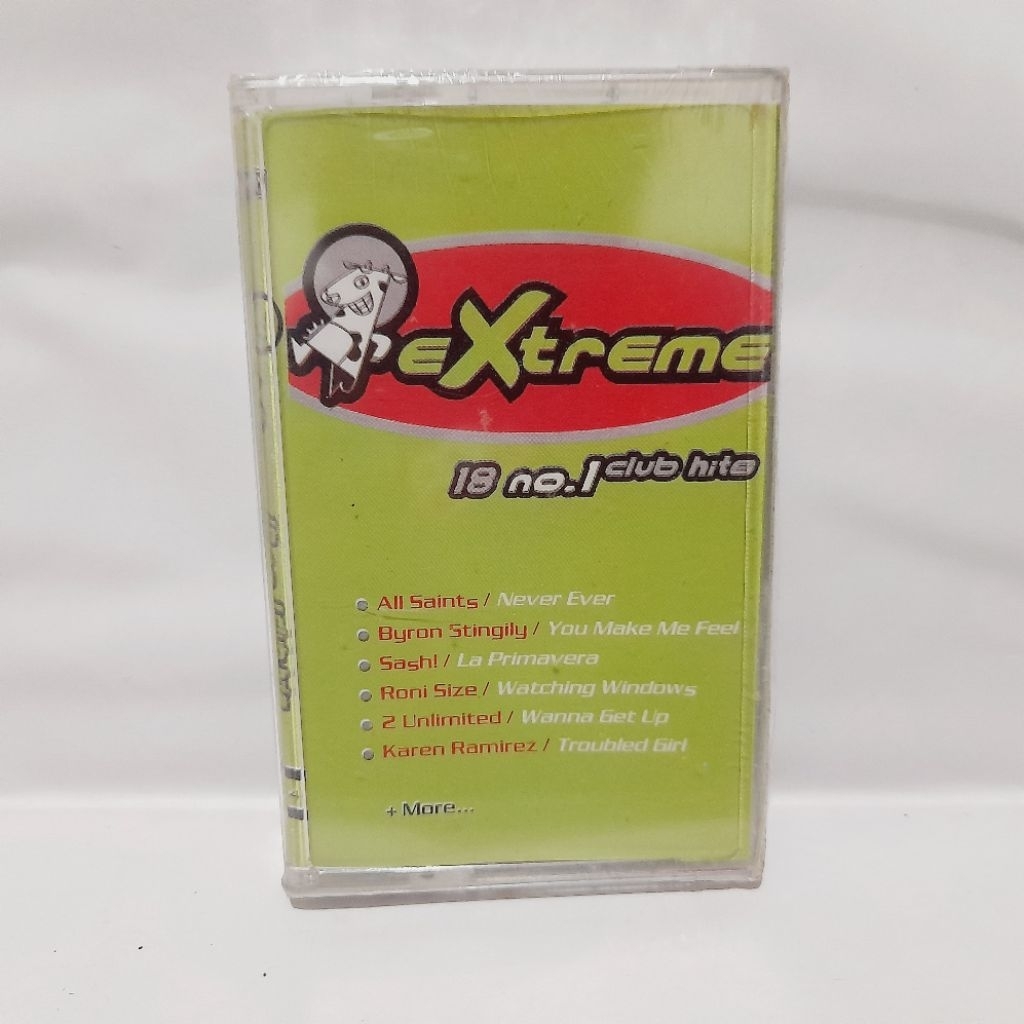 eXtreme
18 no.1 club hits
All Saints / Never Ever
Byron Stingily / You Make Me Feel
Sash! / La Primavera
Roni Size / Watching Windows
2 Unlimited / Wanna Get Up
Karen Ramirez / Troubled Girl
+ More...